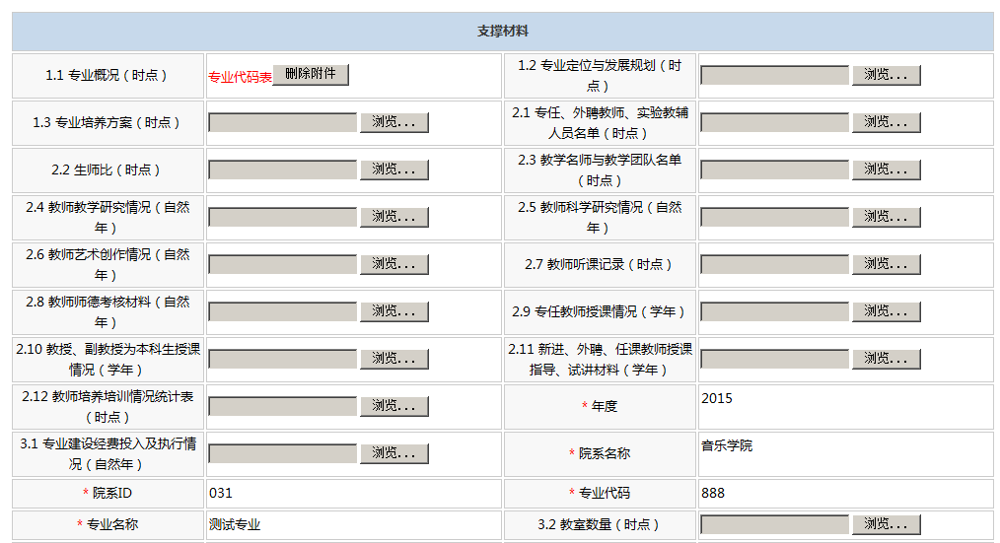 支撑材料
1.1 专业概况（时点）
专业代码表 删除附件
1.2 专业定位与发展规划（时
点）
浏览...
1.3 专业培养方案（时点）
浏览...
2.1 专任、外聘教师、实验教辅
人员名单（时点）
浏览...
2.2 生师比（时点）
浏览...
2.3 教学名师与教学团队名单
（时点）
浏览...
2.4 教师教学研究情况（自然
年）
浏览...
2.5 教师科学研究情况（自然
年）
浏览...
2.6 教师艺术创作情况（自然
年）
浏览...
2.7 教师听课记录（时点）
浏览...
2.8 教师师德考核材料（自然
年）
浏览...
2.9 专任教师授课情况（学年）
浏览...
2.10 教授、副教授为本科生授课
情况（学年）
浏览...
2.11 新进、外聘、任课教师授课
指导、试讲材料（学年）
浏览...
2.12 教师培养培训情况统计表
（时点）
浏览...
* 年度
2015
3.1 专业建设经费投入及执行情
况（自然年）
浏览...
* 院系名称
音乐学院
* 院系ID
031
* 专业代码
888
* 专业名称
测试专业
3.2 教室数量（时点）
浏览...